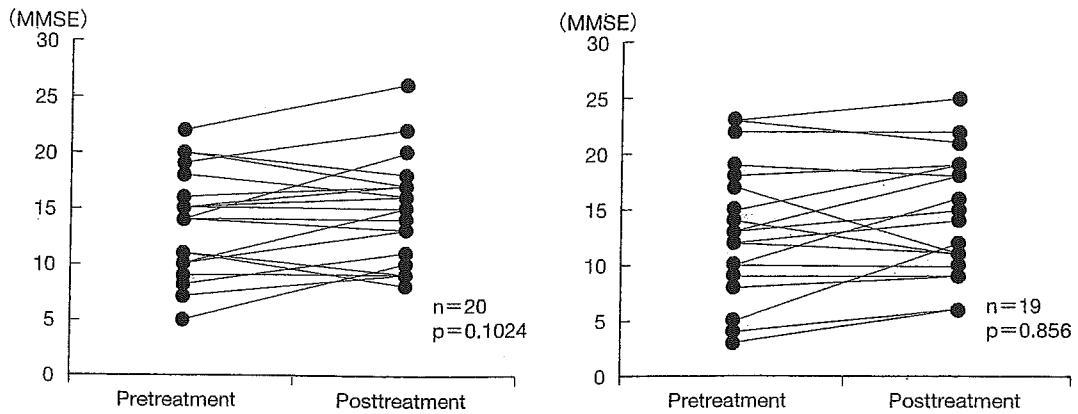 (MMSE)
30
25
20
15
10
5
0
n=20
p=0.1024
Pretreatment Posttreatment
(MMSE)
30
25
20
15
10
5
0
n=19
p=0.856
Pretreatment Posttreatment